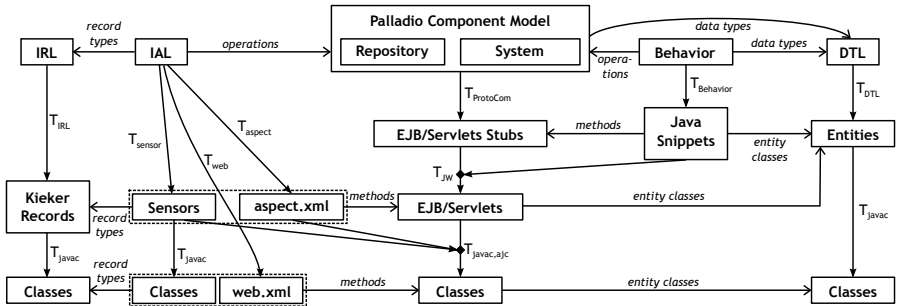 Palladio Component Model
record
types
data types
IRL
IAL
operations
Repository
System
opera-
tions
Behavior
data types
DTL
T_IRL
T_sensor
T_web
T_aspect
T_ProtoCom
T_Behavior
T_DTL
EJB/Servlets Stubs
methods
Java
Snippets
entity
classes
Entities
T_JW
Kieker
Records
record
types
Sensors
aspect.xml
methods
EJB/Servlets
entity classes
T_javac
T_javac
T_javac
T_javac,ajc
record
types
Classes
Classes
web.xml
methods
Classes
entity classes
Classes